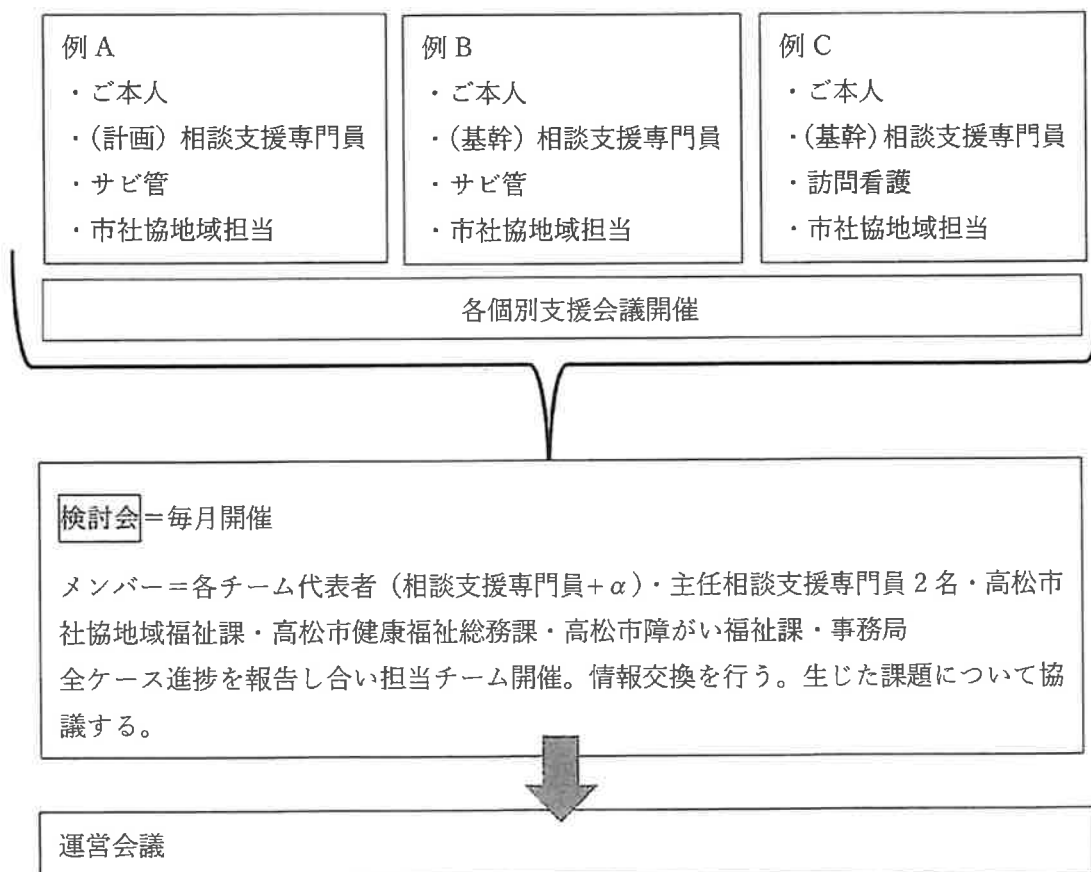 例 A
・ご本人
・(計画) 相談支援専門員
・サビ管
・市社協地域担当
例 B
・ご本人
・(基幹) 相談支援専門員
・サビ管
・市社協地域担当
例 C
・ご本人
・(基幹) 相談支援専門員
・訪問看護
・市社協地域担当
各個別支援会議開催
検討会＝毎月開催
メンバー＝各チーム代表者（相談支援専門員+α）・主任相談支援専門員 2 名・高松市
社協地域福祉課・高松市健康福祉総務課・高松市障がい福祉課・事務局
全ケース進捗を報告し合い担当チーム開催。情報交換を行う。生じた課題について協
議する。
運営会議